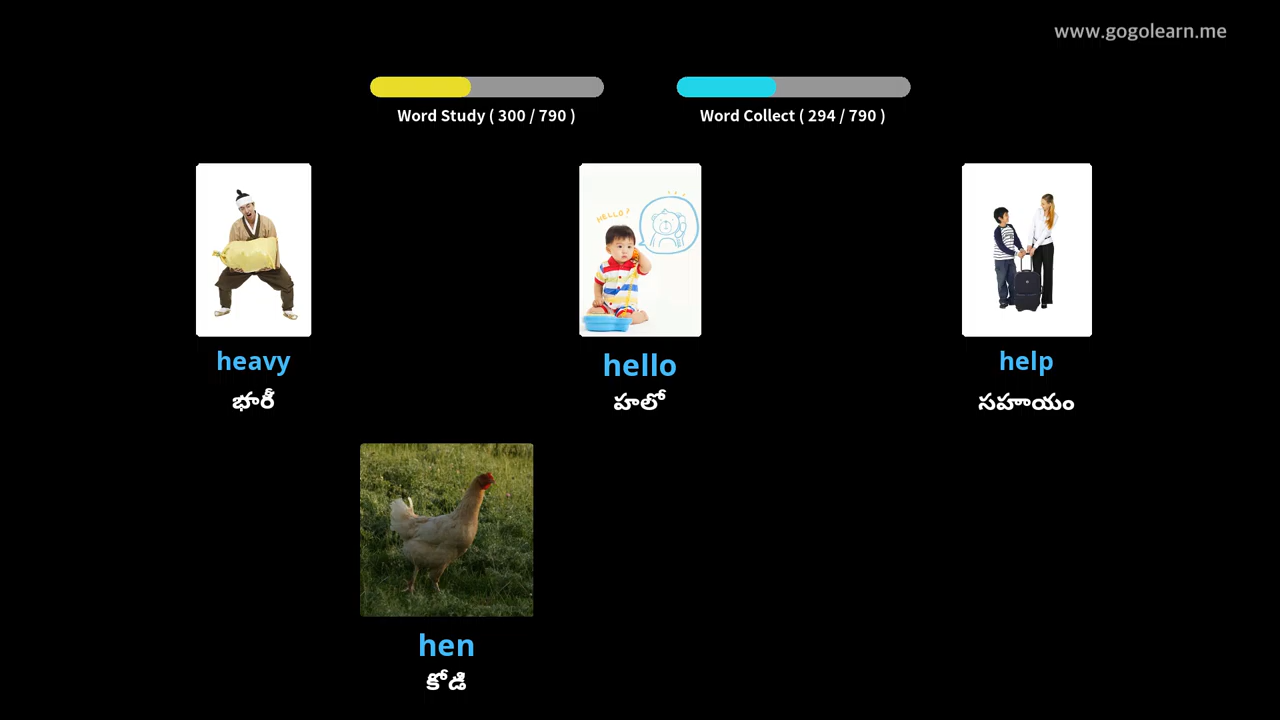 www.gogolearn.me
Word Study ( 300 / 790 )
Word Collect ( 294 / 790 )
HELLO?
heavy
hello
help
భారీ
హలో
సహాయం
hen
కోడి